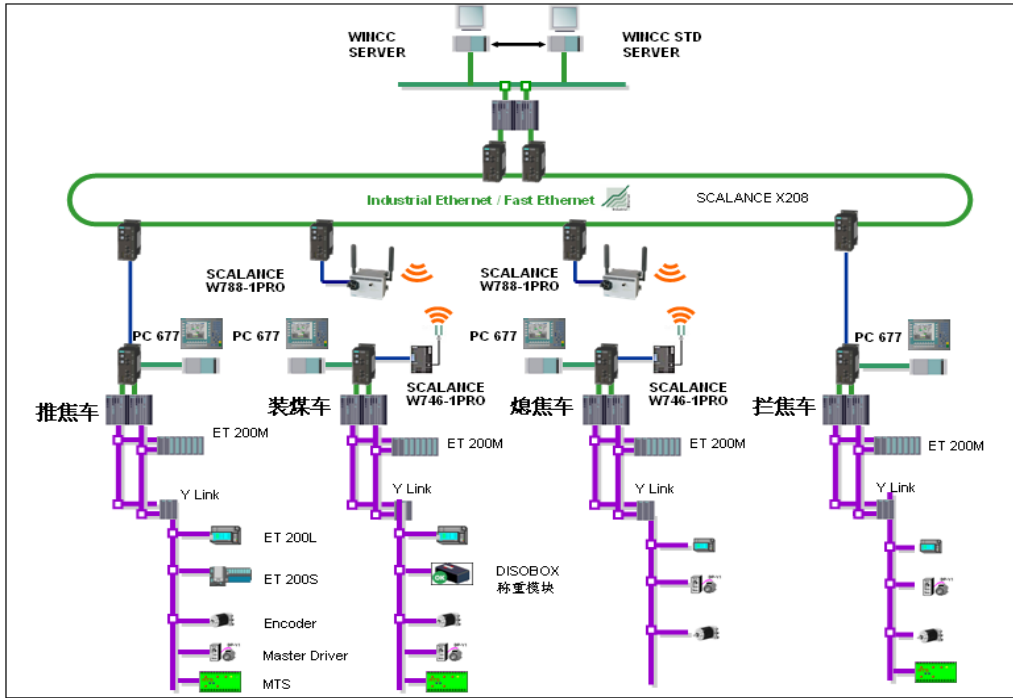 WINCC
SERVER
WINCC STD
SERVER
Industrial Ethernet / Fast Ethernet
SCALANCE X208
SCALANCE
W788-1PRO
SCALANCE
W788-1PRO
PC 677
PC 677
PC 677
PC 677
SCALANCE
W746-1PRO
SCALANCE
W746-1PRO
推焦车
装煤车
熄焦车
拦焦车
ET 200M
ET 200M
ET 200M
ET 200M
Y Link
Y Link
Y Link
Y Link
ET 200L
ET 200S
OK
DISOBOX
称重模块
Encoder
Master Driver
MTS